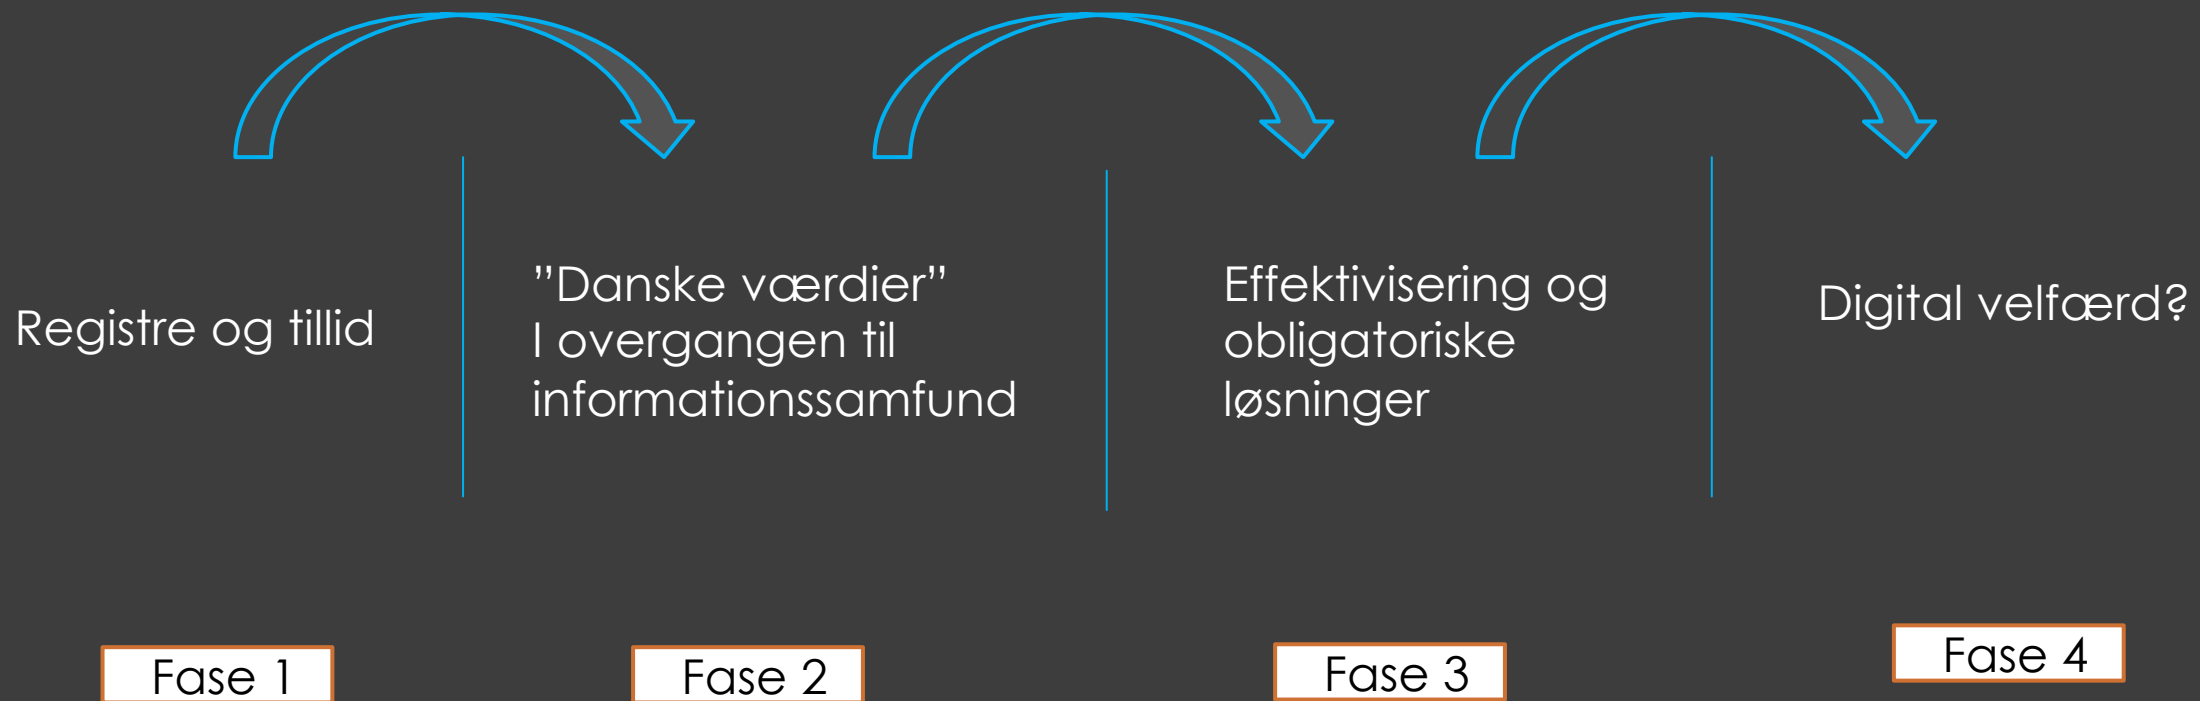 Registre og tillid
”Danske værdier”
I overgangen til
informationssamfund
Effektivisering og
obligatoriske
løsninger
Digital velfærd?
Fase 1
Fase 2
Fase 3
Fase 4